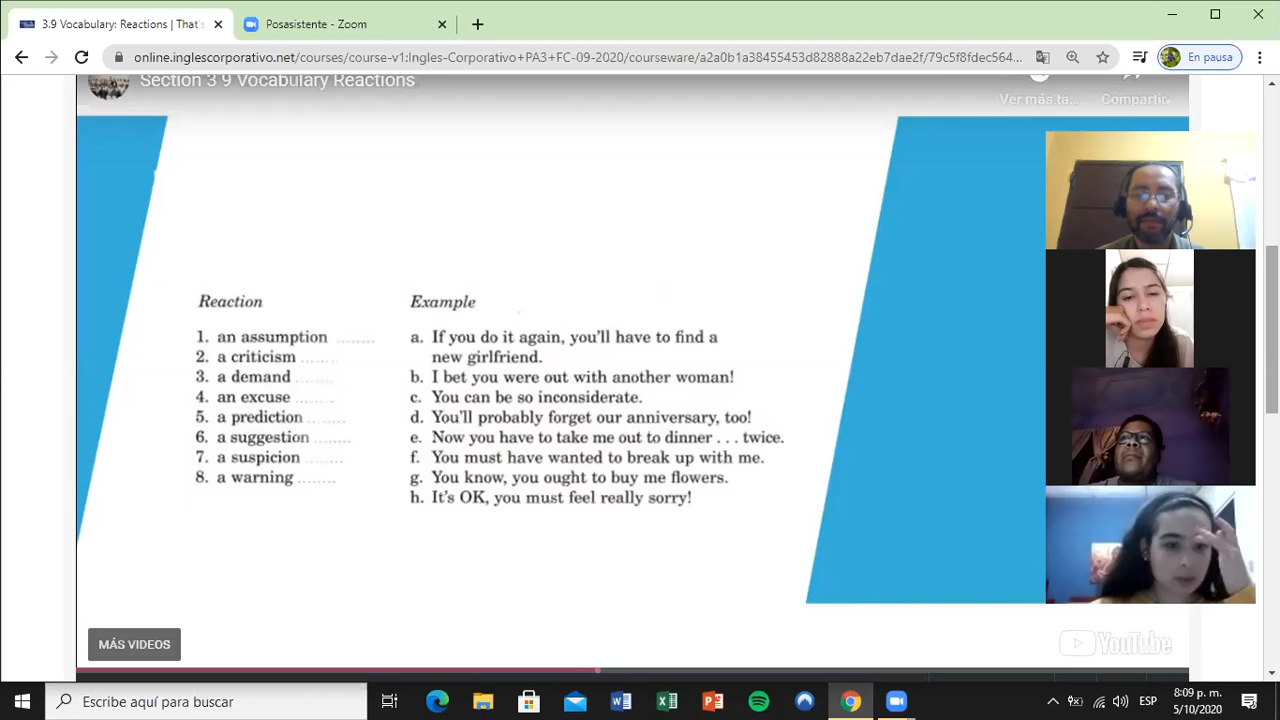 3.9 Vocabulary: Reactions | That's
Posasistente - Zoom
online.inglescorporativo.net/courses/course-v1:Ingles-Corporativo+PA3+FC-09-2020/courseware/a2a0b1a38455453d82888a22eb7dae2f/79c5f8fdec564...
En pausa
Section 3 9 Vocabulary Reactions
Ver más ta...
Compartir
Reaction
1. an assumption ........
2. a criticism ........
3. a demand ........
4. an excuse ........
5. a prediction ........
6. a suggestion ........
7. a suspicion ........
8. a warning ........
Example
a. If you do it again, you'll have to find a
new girlfriend.
b. I bet you were out with another woman!
c. You can be so inconsiderate.
d. You'll probably forget our anniversary, too!
e. Now you have to take me out to dinner . . . twice.
f. You must have wanted to break up with me.
g. You know, you ought to buy me flowers.
h. It's OK, you must feel really sorry!
MÁS VIDEOS
YouTube
Escribe aquí para buscar
ESP
8:09 p. m.
5/10/2020